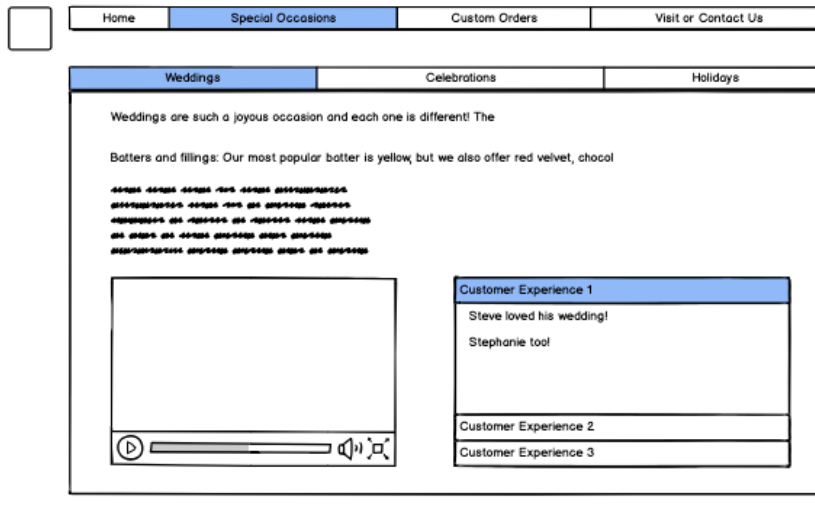 Home Special Occasions Custom Orders Visit or Contact Us
Weddings Celebrations Holidays
Weddings are such a joyous occasion and each one is different! The
Batters and fillings: Our most popular batter is yellow, but we also offer red velvet, chocol
Customer Experience 1
Steve loved his wedding!
Stephanie too!
Customer Experience 2
Customer Experience 3